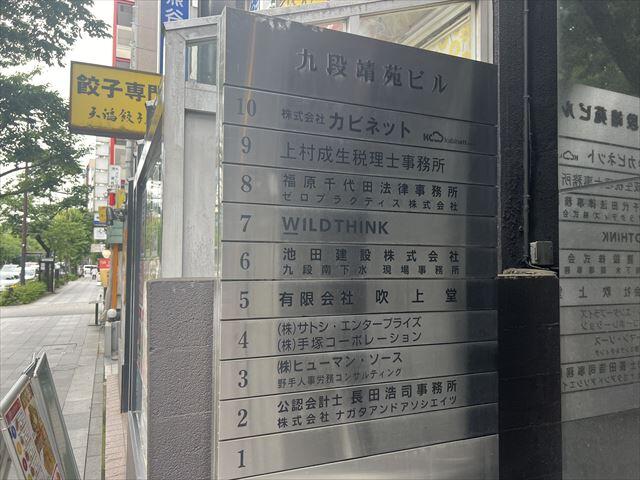 餃子専門
天鴻餃子
九段靖苑ビル
10 株式会社 カビネット kabinett
9 上村成生税理士事務所
8 福原千代田法律事務所
ゼロプラクティス株式会社
7 WILDTHINK
6 池田建設株式会社
九段南下水 現場事務所
5 有限会社 吹上堂
4 (株)サトシ・エンタープライズ
(株)手塚コーポレーション
3 (株)ヒューマン・ソース
野手人事労務コンサルティング
2 公認会計士 長田浩司事務所
株式会社 ナガタアンドアソシエイツ
1